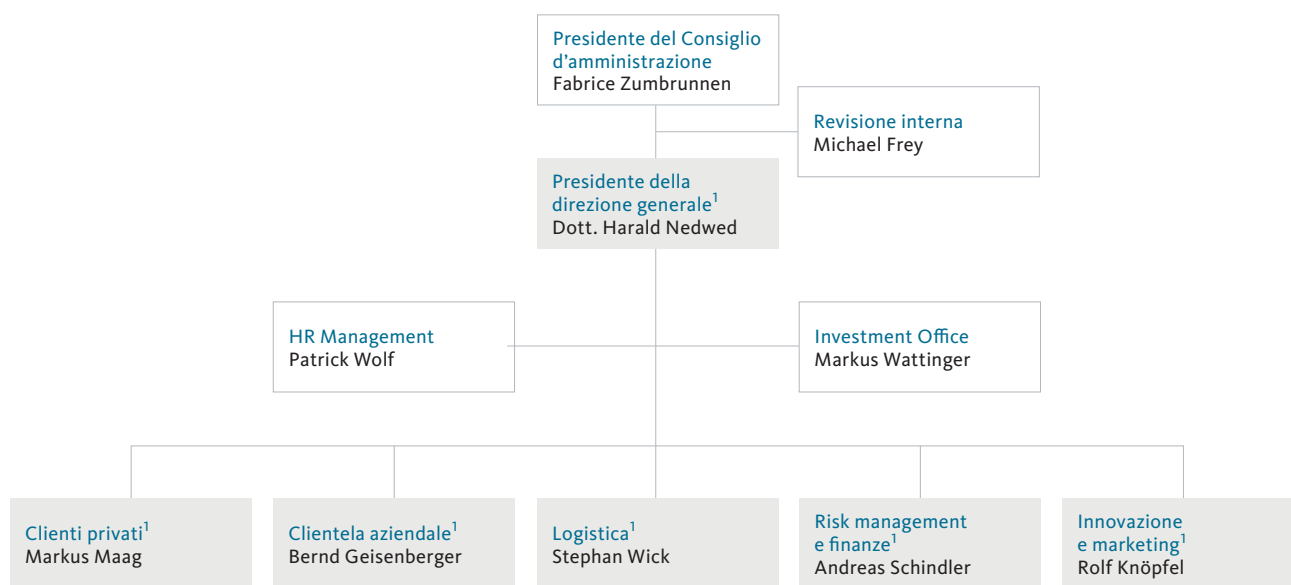 Presidente del Consiglio
d’amministrazione
Fabrice Zumbrunnen
Revisione interna
Michael Frey
Presidente della
direzione generale¹
Dott. Harald Nedwed
HR Management
Patrick Wolf
Investment Office
Markus Wattinger
Clienti privati¹
Markus Maag
Clientela aziendale¹
Bernd Geisenberger
Logistica¹
Stephan Wick
Risk management
e finanze¹
Andreas Schindler
Innovazione
e marketing¹
Rolf Knöpfel